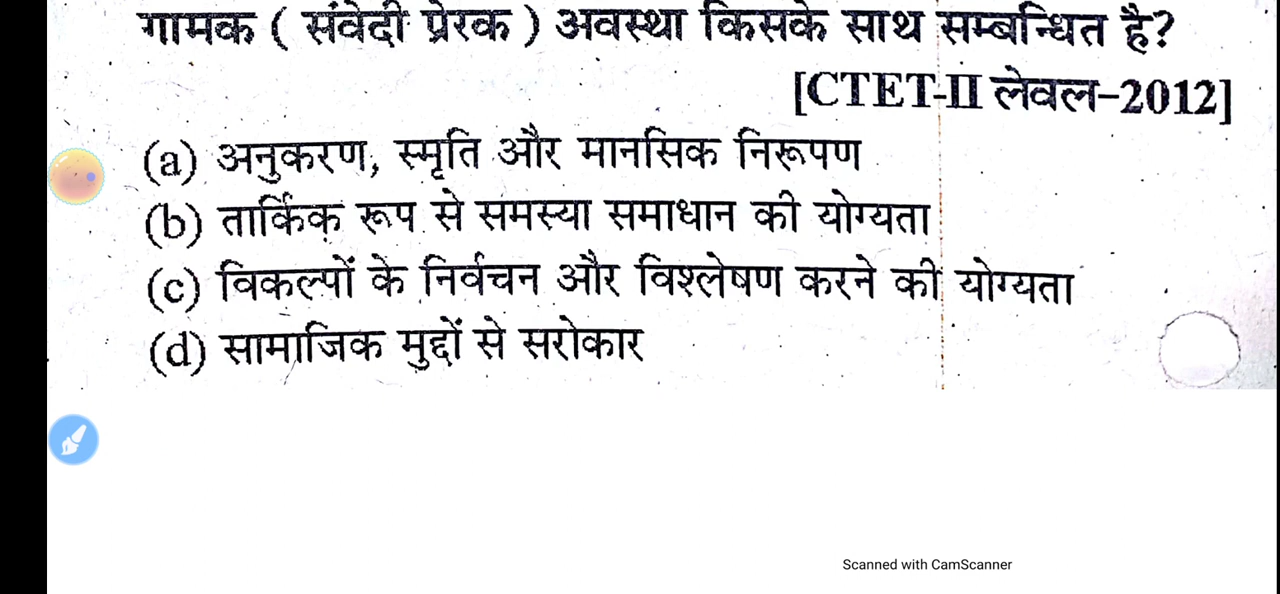 गामक ( संवेदी प्रेरक ) अवस्था किसके साथ सम्बन्धित है?
[CTET-II लेवल-2012]
(a) अनुकरण, स्मृति और मानसिक निरूपण
(b) तार्किक रूप से समस्या समाधान की योग्यता
(c) विकल्पों के निर्वचन और विश्लेषण करने की योग्यता
(d) सामाजिक मुद्दों से सरोकार
Scanned with CamScanner